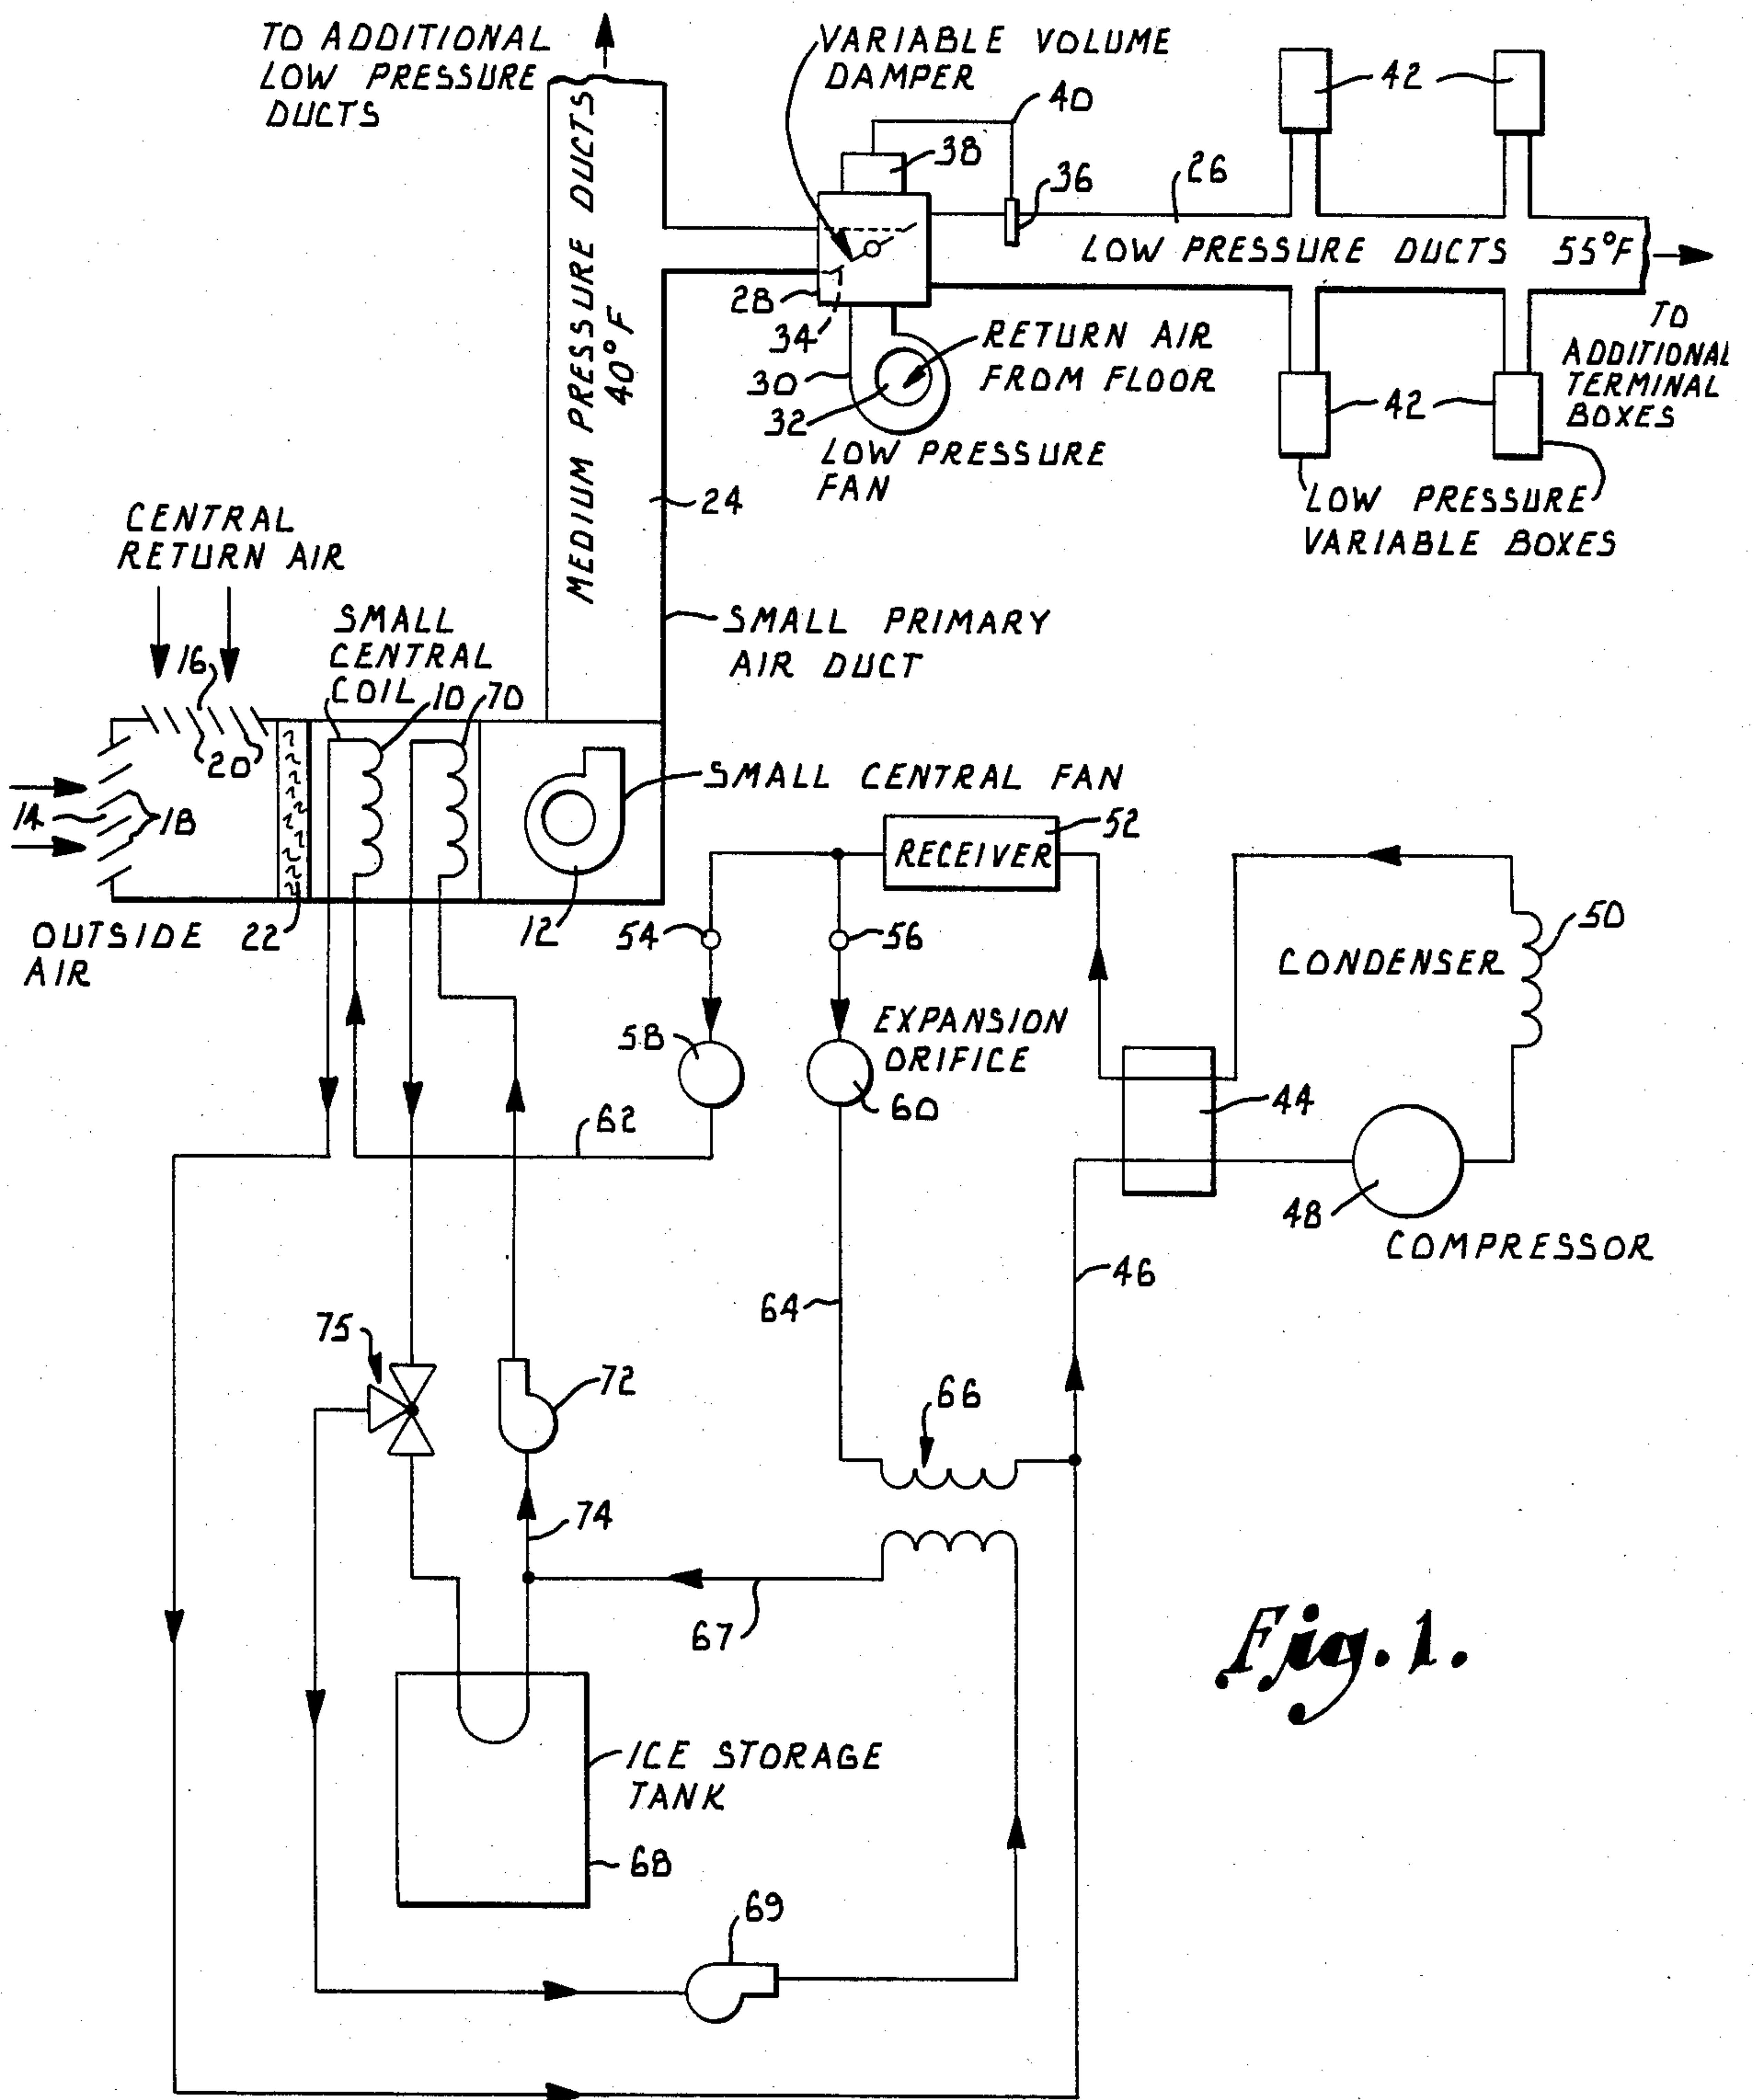 TO ADDITIONAL
LOW PRESSURE
DUCTS
VARIABLE VOLUME
DAMPER
40
42
38
36
26
MEDIUM PRESSURE DUCTS
40°F
LOW PRESSURE DUCTS 55°F
28
34
TO
ADDITIONAL
TERMINAL
BOXES
RETURN AIR
FROM FLOOR
30
32
42
LOW PRESSURE
FAN
24
LOW PRESSURE
VARIABLE BOXES
CENTRAL
RETURN AIR
SMALL
CENTRAL
COIL
10
70
16
SMALL PRIMARY
AIR DUCT
20
SMALL CENTRAL FAN
14
18
52
RECEIVER
OUTSIDE
AIR
22
12
54
56
50
CONDENSER
EXPANSION
ORIFICE
58
60
44
62
48
COMPRESSOR
46
64
75
72
66
74
67
Fig. 1.
ICE STORAGE
TANK
68
69